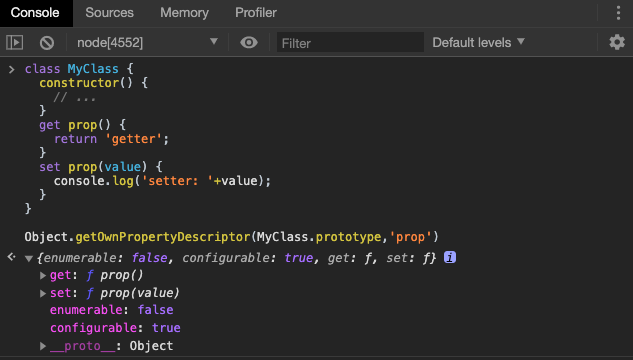 Console Sources Memory Profiler
node[4552] Filter Default levels
class MyClass {
constructor() {
// ...
}
get prop() {
return 'getter';
}
set prop(value) {
console.log('setter: '+value);
}
}
Object.getOwnPropertyDescriptor(MyClass.prototype,'prop')
{enumerable: false, configurable: true, get: ƒ, set: ƒ} i
get: ƒ prop()
set: ƒ prop(value)
enumerable: false
configurable: true
__proto__: Object